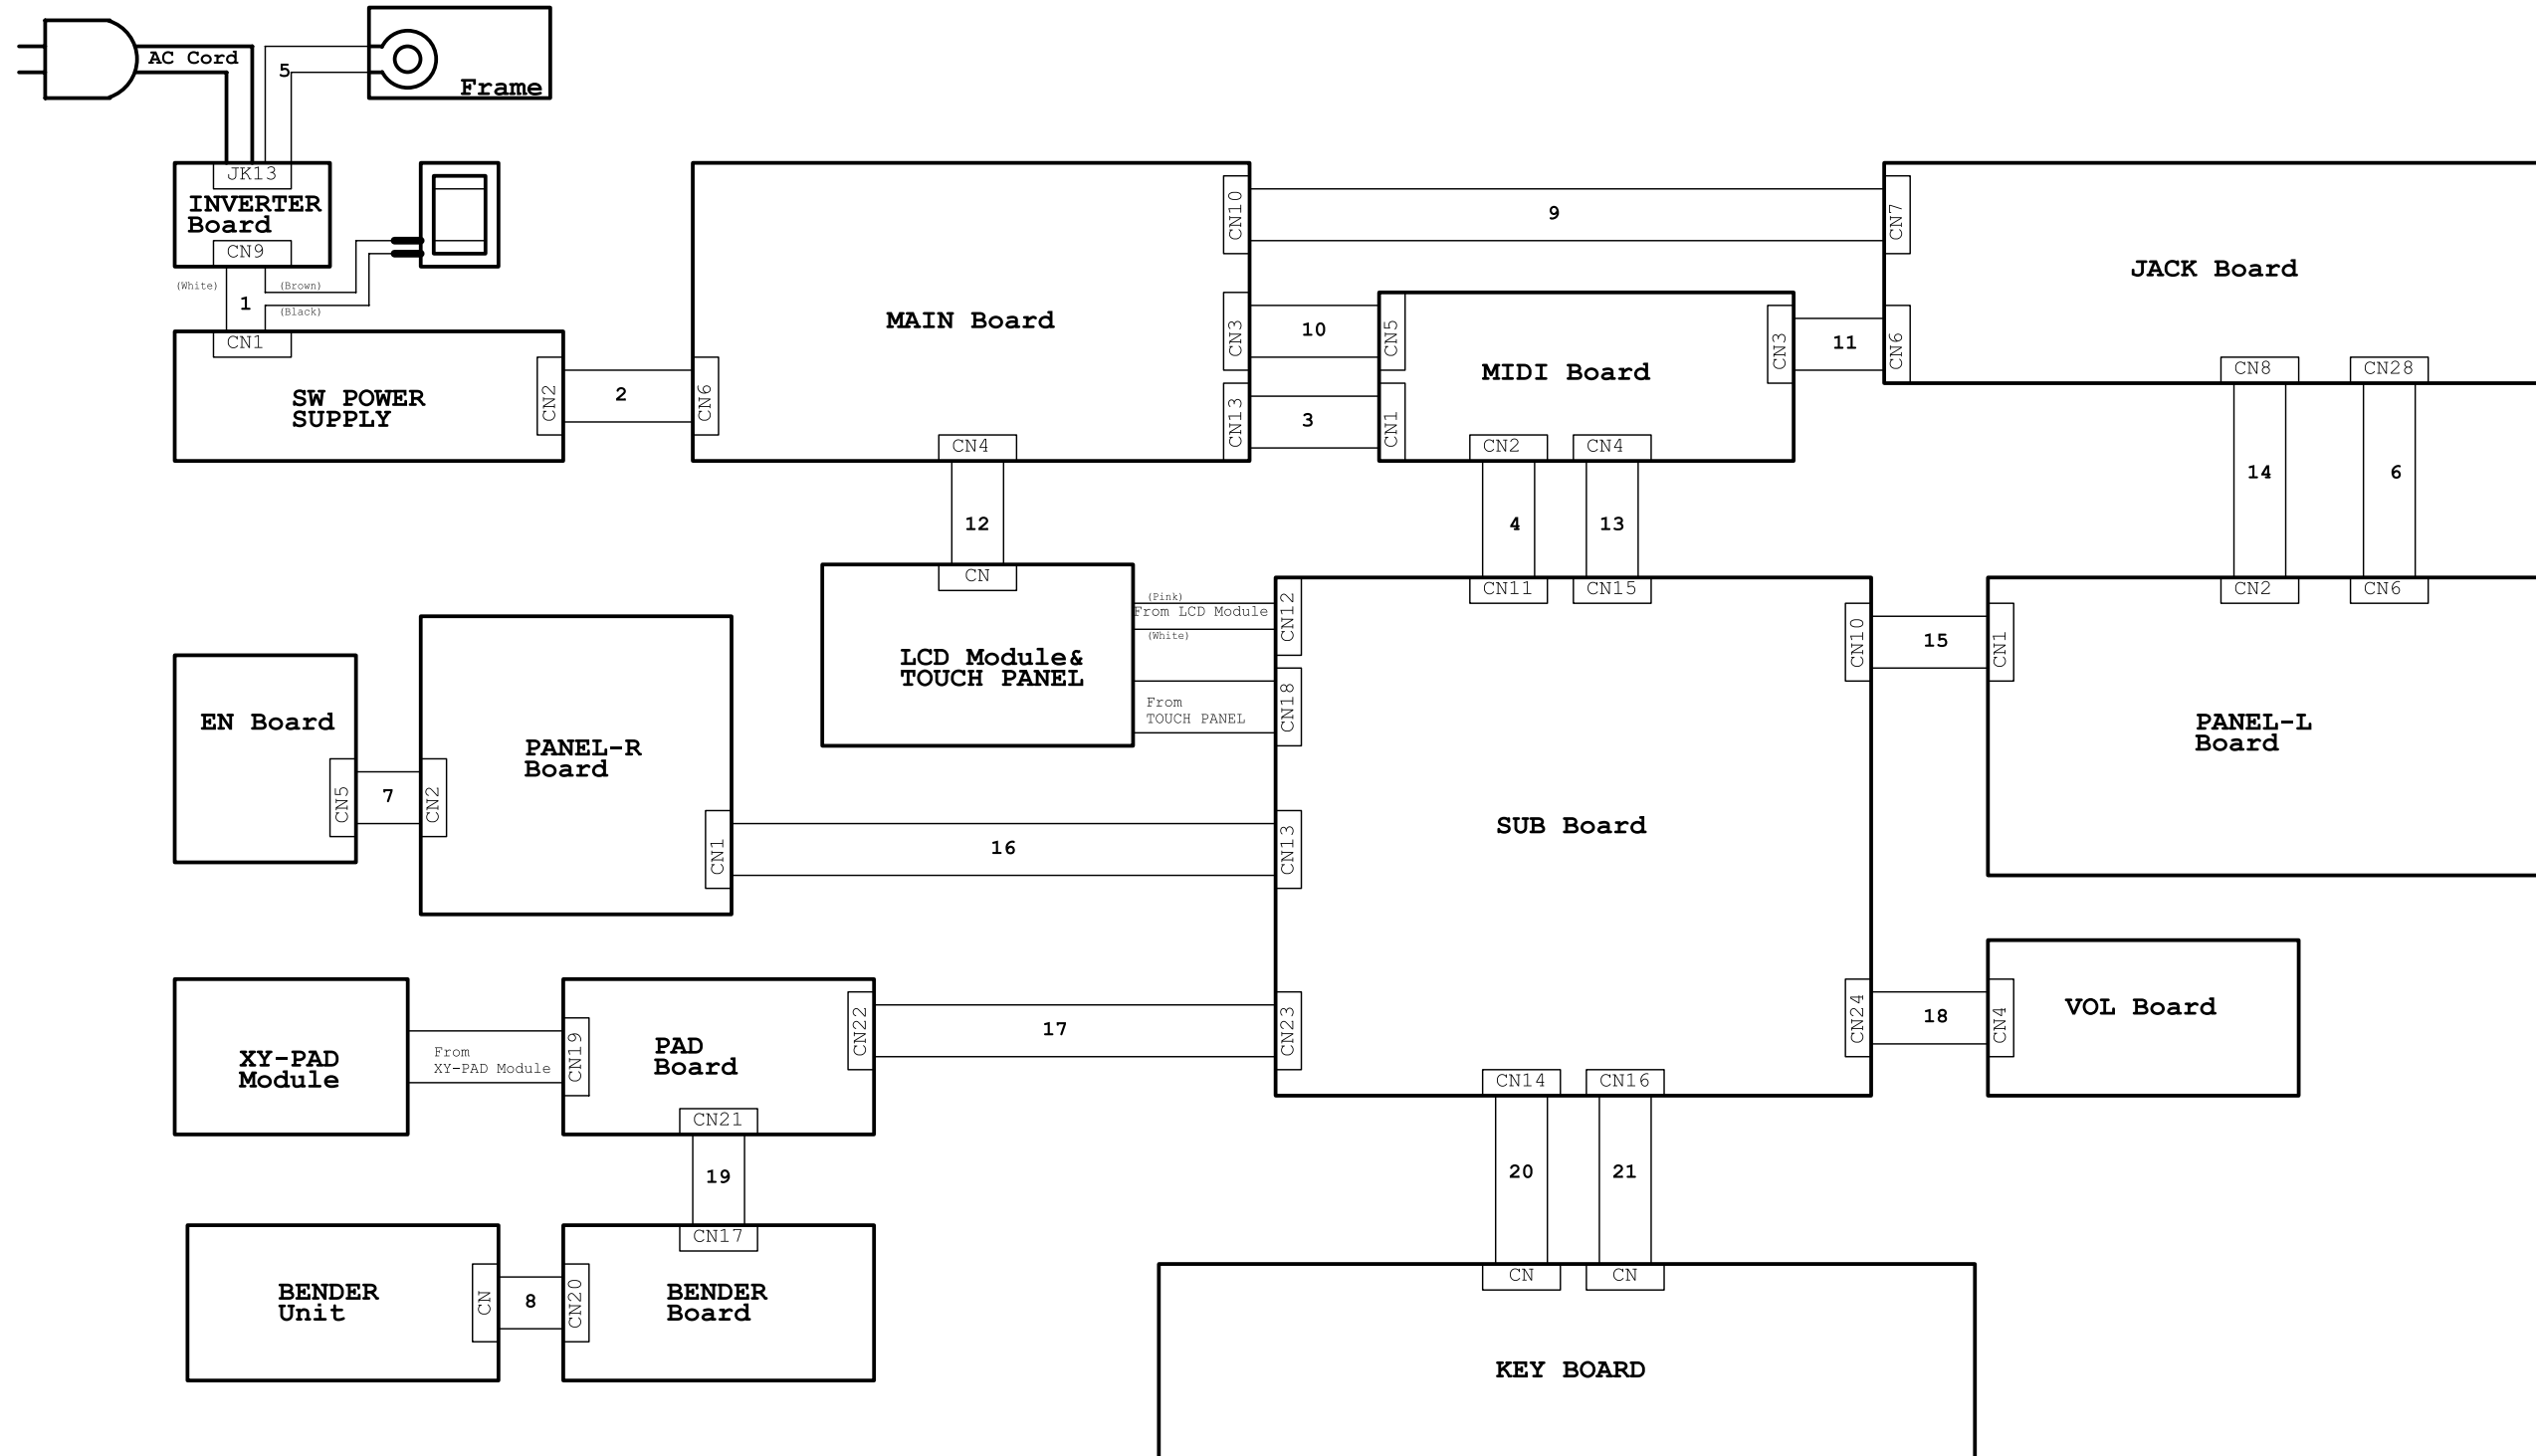 AC Cord
5
Frame
JK13
INVERTER
Board
CN9
(White)
1
(Brown)
(Black)
CN1
SW POWER
SUPPLY
CN2
2
CN6
MAIN Board
CN10
CN3
CN13
CN4
9
10
3
CN5
CN1
MIDI Board
CN3
CN2
CN4
11
CN7
CN6
JACK Board
CN8
CN28
12
4
13
14
6
CN
LCD Module&
TOUCH PANEL
(Pink)
From LCD Module
(White)
From
TOUCH PANEL
CN12
CN18
CN11
CN15
CN10
15
CN1
CN2
CN6
PANEL-L
Board
EN Board
CN5
7
CN2
PANEL-R
Board
CN1
16
CN13
SUB Board
XY-PAD
Module
From
XY-PAD Module
CN19
PAD
Board
CN22
17
CN23
CN24
18
CN4
VOL Board
CN21
CN14
CN16
19
20
21
CN17
BENDER
Unit
CN
8
CN20
BENDER
Board
CN
CN
KEY BOARD